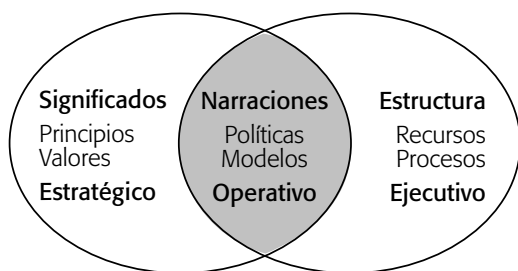 Significados
Principios
Valores
Estratégico
Narraciones
Políticas
Modelos
Operativo
Estructura
Recursos
Procesos
Ejecutivo